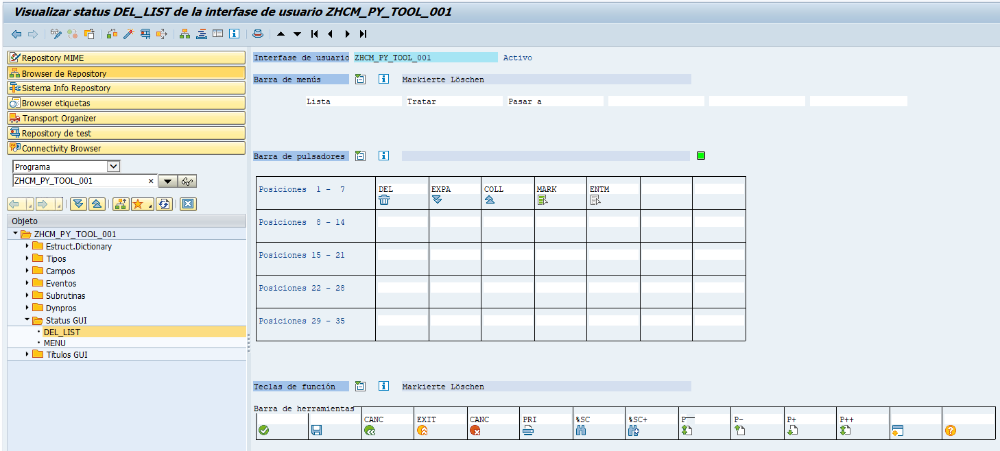 Visualizar status DEL_LIST de la interfase de usuario ZHCM_PY_TOOL_001
Repository MIME
Browser de Repository
Sistema Info Repository
Browser etiquetas
Transport Organizer
Repository de test
Connectivity Browser
Programa
ZHCM_PY_TOOL_001
Objeto
ZHCM_PY_TOOL_001
Estruct.Dictionary
Tipos
Campos
Eventos
Subrutinas
Dynpros
Status GUI
DEL_LIST
MENU
Títulos GUI
Interfase de usuario ZHCM_PY_TOOL_001 Activo
Barra de menús Markierte Löschen
Lista Tratar Pasar a
Barra de pulsadores
Posiciones 1 - 7 DEL EXPA COLL MARK ENTM
Posiciones 8 - 14
Posiciones 15 - 21
Posiciones 22 - 28
Posiciones 29 - 35
Teclas de función Markierte Löschen
Barra de herramientas
CANC EXIT CANC PRI %SC %SC+ P-- P- P+ P++